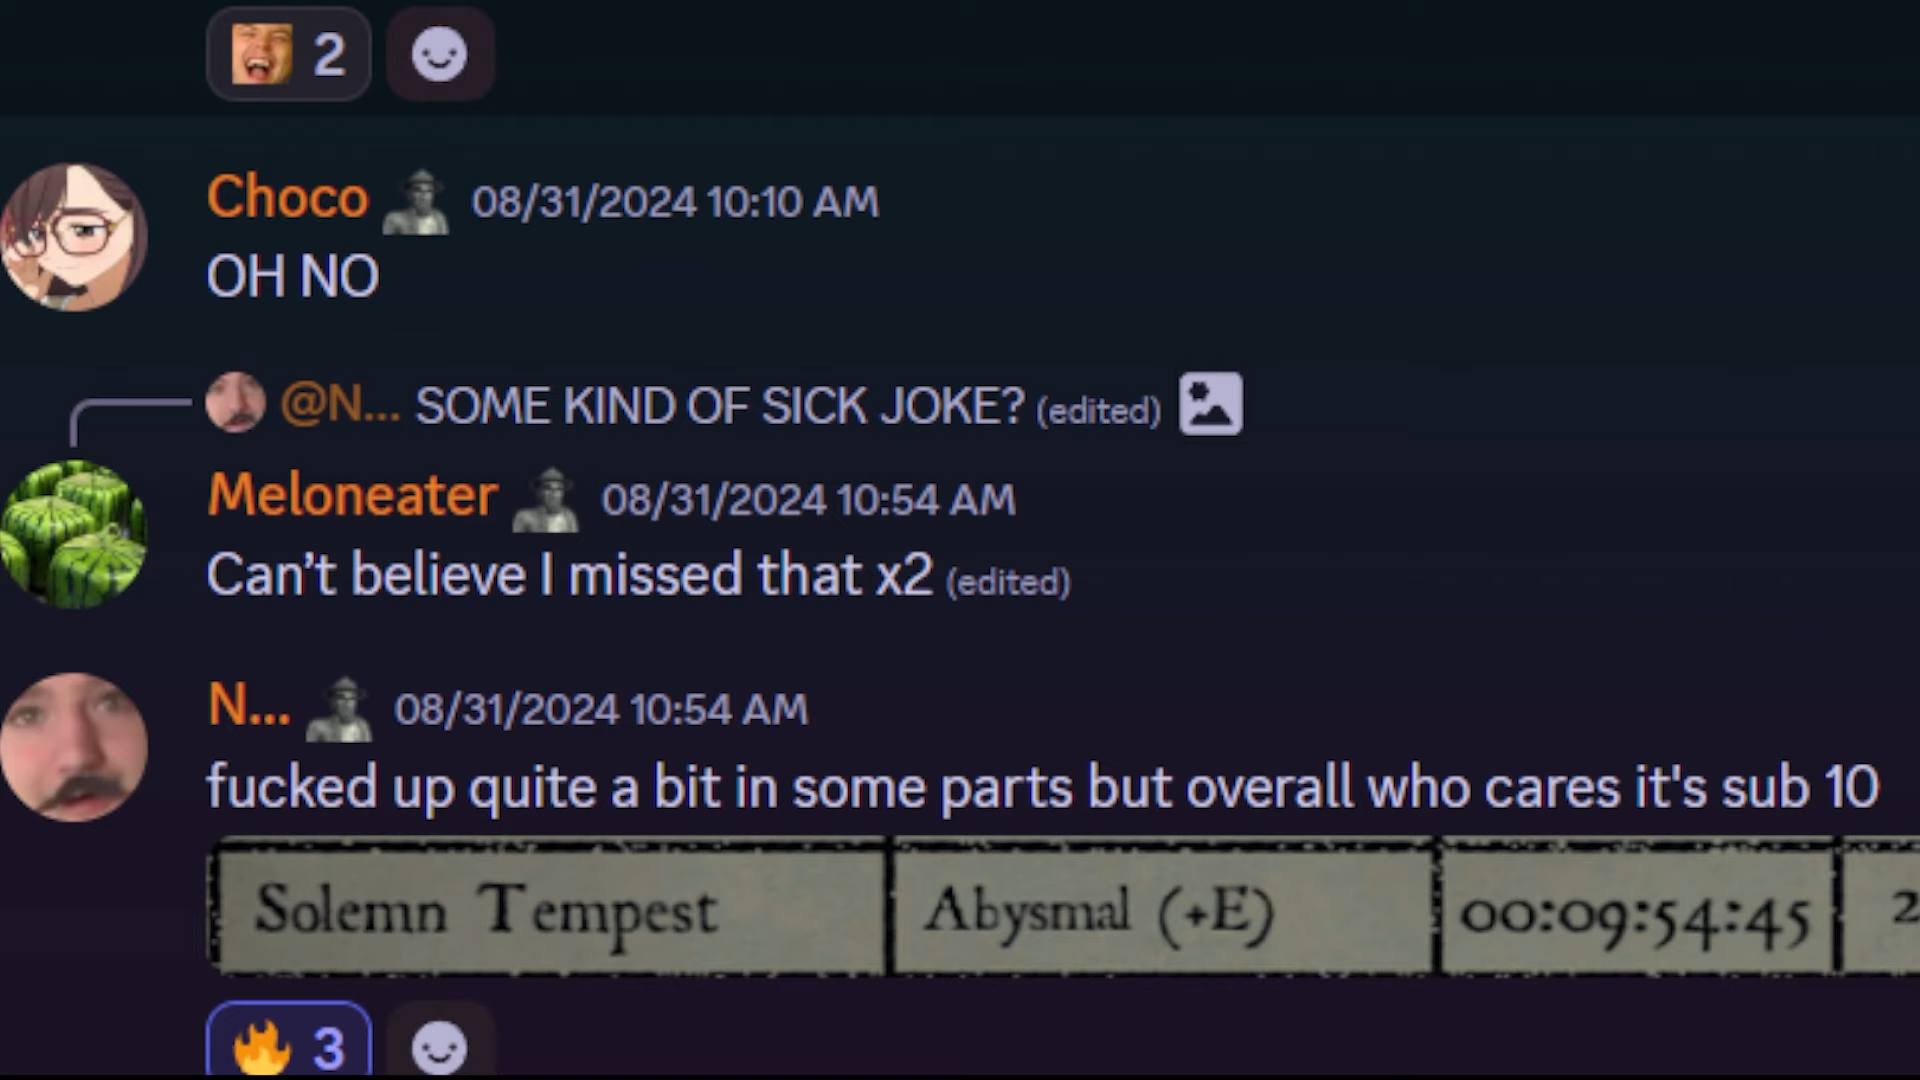 2
Choco 08/31/2024 10:10 AM
OH NO
@N... SOME KIND OF SICK JOKE? (edited)
Meloneater 08/31/2024 10:54 AM
Can’t believe I missed that x2 (edited)
N... 08/31/2024 10:54 AM
fucked up quite a bit in some parts but overall who cares it's sub 10
Solemn Tempest Abysmal (+E) 00:09:54:45 2
3